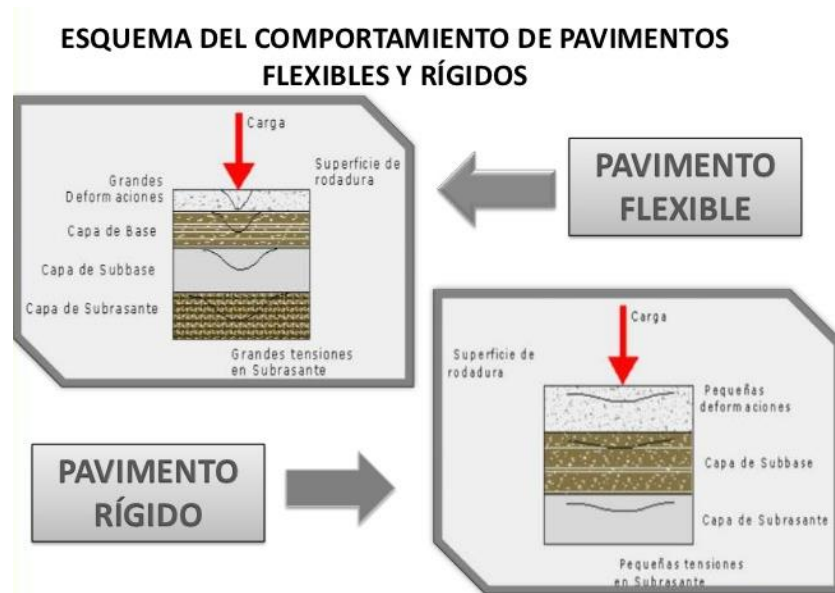 ESQUEMA DEL COMPORTAMIENTO DE PAVIMENTOS
FLEXIBLES Y RÍGIDOS
Carga
Superficie de
rodadura
Grandes
Deformaciones
Capa de Base
Capa de Subbase
Capa de Subrasante
Grandes tensiones
en Subrasante
PAVIMENTO
FLEXIBLE
PAVIMENTO
RÍGIDO
Carga
Superficie de
rodadura
Pequeñas
deformaciones
Capa de Subbase
Capa de Subrasante
Pequeñas tensiones
en Subrasante